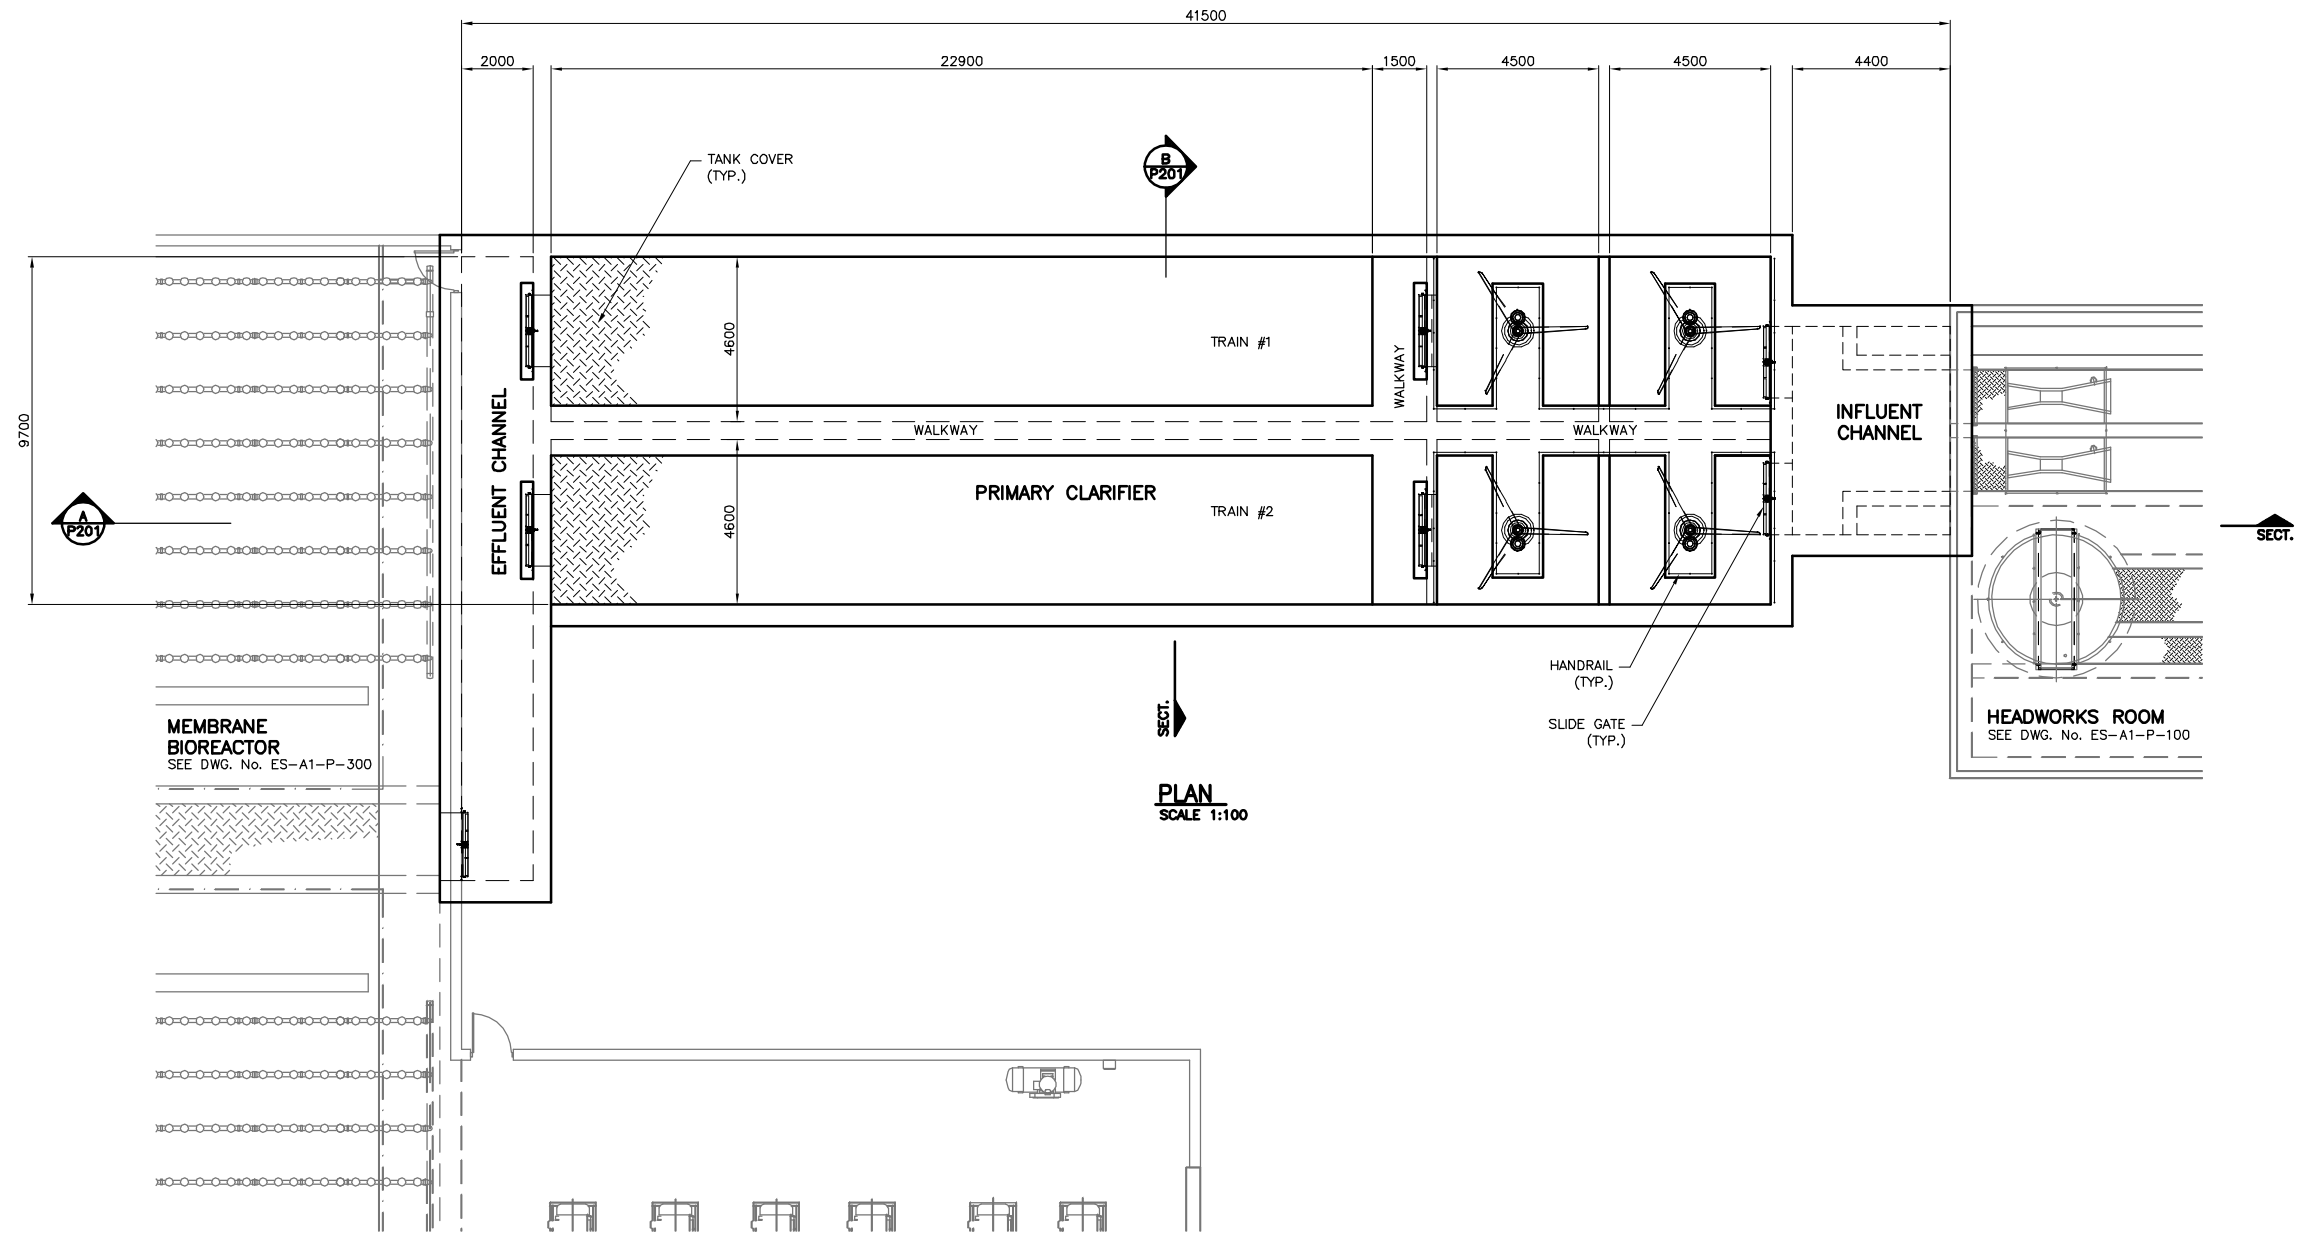 41500
2000
22900
1500
4500
4500
4400
TANK COVER
(TYP.)
B
P201
4600
TRAIN #1
WALKWAY
9700
EFFLUENT CHANNEL
WALKWAY
WALKWAY
INFLUENT
CHANNEL
A
P201
4600
PRIMARY CLARIFIER
TRAIN #2
SECT.
HANDRAIL
(TYP.)
SECT.
SLIDE GATE
(TYP.)
MEMBRANE
BIOREACTOR
SEE DWG. No. ES-A1-P-300
HEADWORKS ROOM
SEE DWG. No. ES-A1-P-100
PLAN
SCALE 1:100